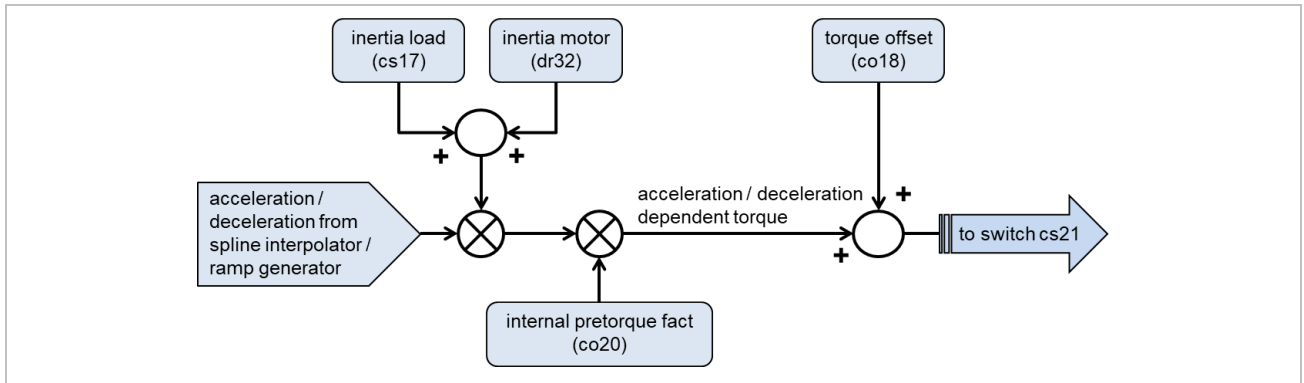 inertia load
(cs17)
inertia motor
(dr32)
torque offset
(co18)
+
+
+
acceleration /
deceleration from
spline interpolator /
ramp generator
acceleration / deceleration
dependent torque
+
to switch cs21
internal pretorque fact
(co20)